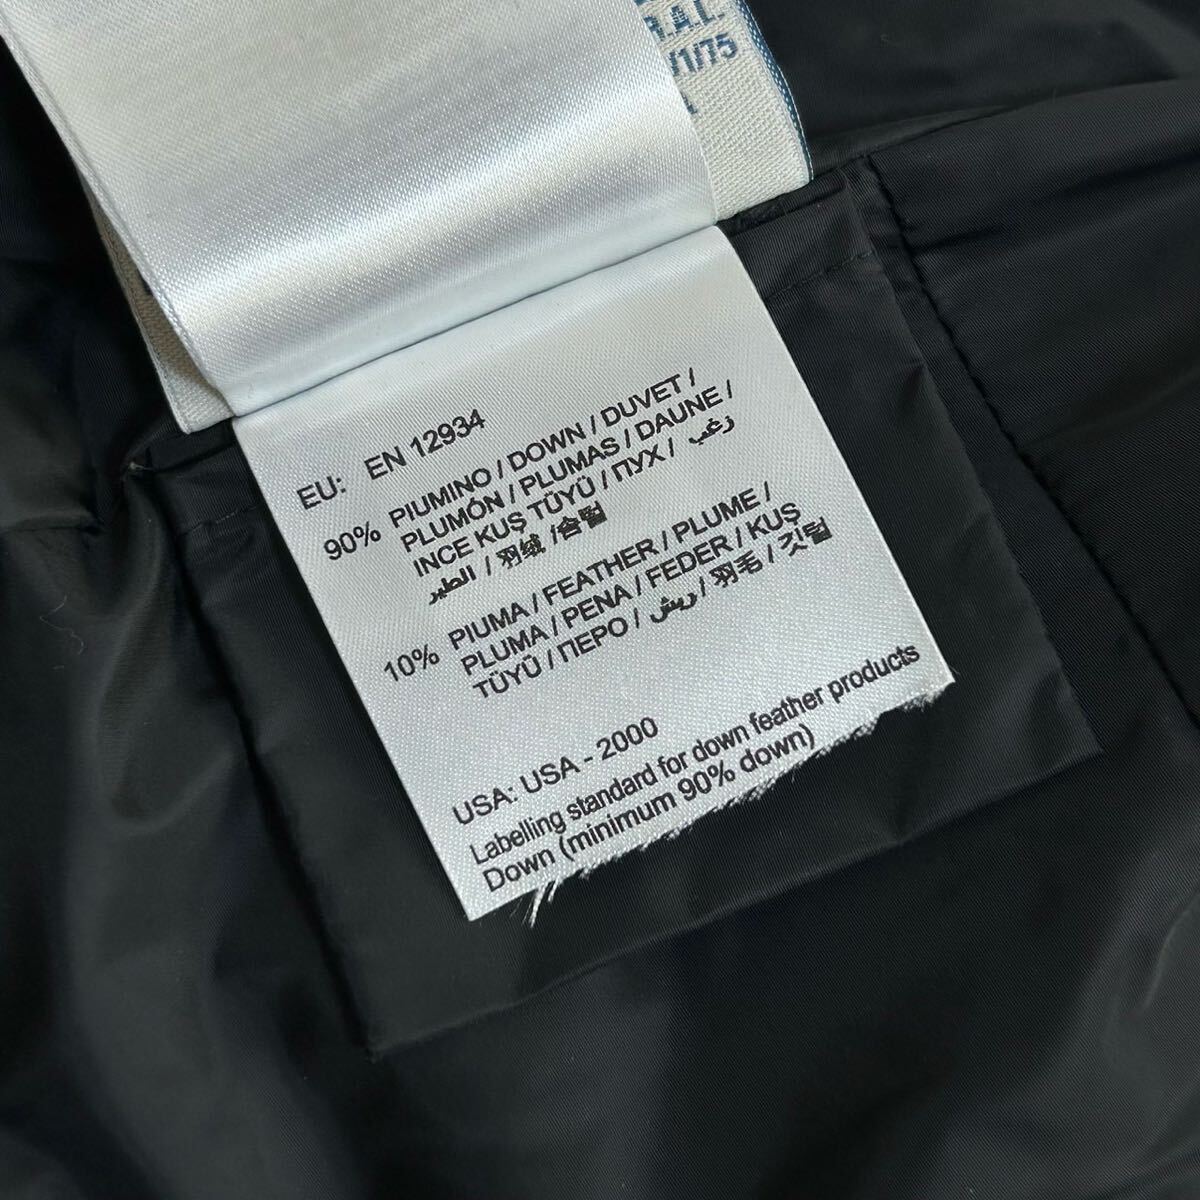 R.A.L.
1/75
EU: EN 12934
90% PIUMINO / DOWN / DUVET /
PLUMÓN / PLUMAS / DAUNE /
INCE KUŞ TÜYÜ / ПУХ / زغب
الطير / 羽绒 /솜털
10% PIUMA / FEATHER / PLUME /
PLUMA / PENA / FEDER / KUŞ
TÜYÜ / ПЕРО / ريش / 羽毛 / 깃털
USA: USA - 2000
Labelling standard for down feather products
Down (minimum 90% down)